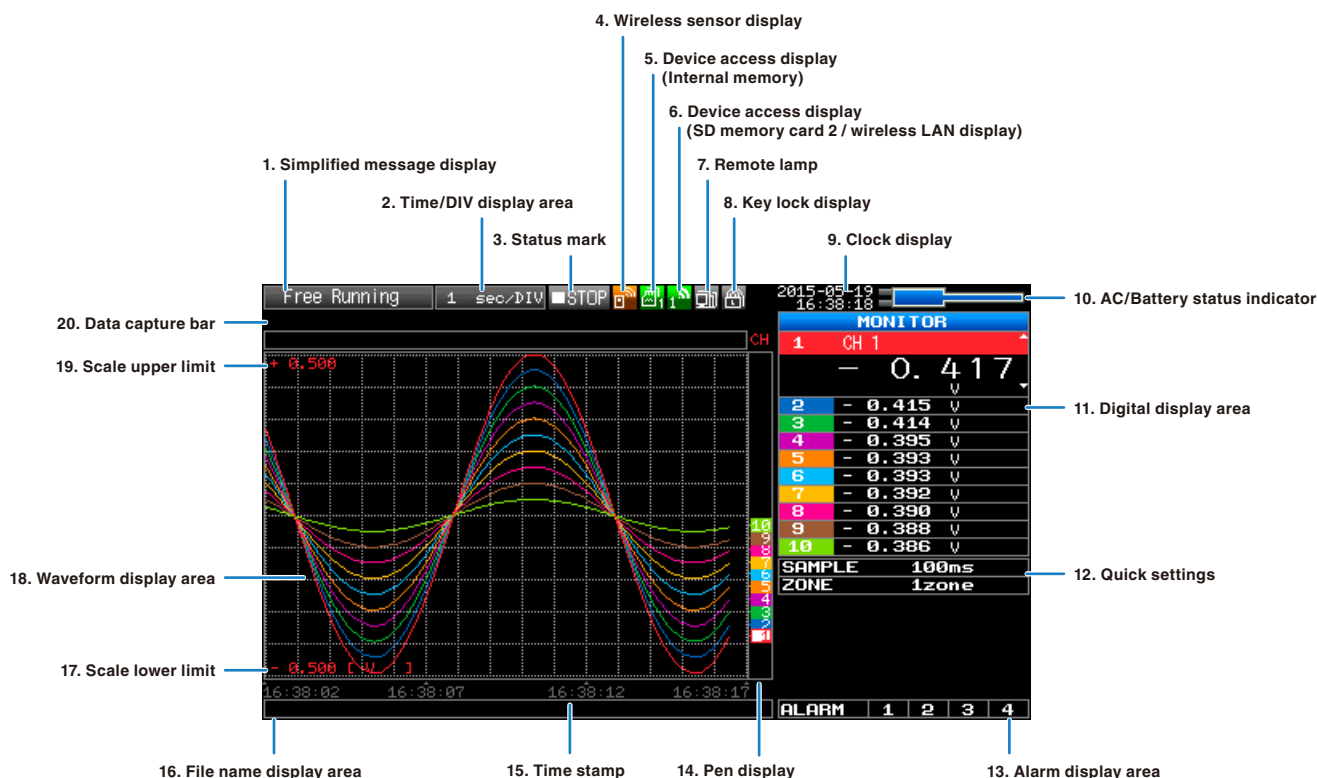 4. Wireless sensor display
5. Device access display
(Internal memory)
6. Device access display
(SD memory card 2 / wireless LAN display)
1. Simplified message display
7. Remote lamp
2. Time/DIV display area
8. Key lock display
3. Status mark
9. Clock display
Free Running
1 sec/DIV
STOP
1
1
2015-05-19
16:38:18
10. AC/Battery status indicator
20. Data capture bar
MONITOR
CH
1 CH 1
19. Scale upper limit
+ 0.500
- 0.417
V
2 - 0.415 V
11. Digital display area
3 - 0.414 V
4 - 0.395 V
5 - 0.393 V
6 - 0.393 V
7 - 0.392 V
8 - 0.390 V
9 - 0.388 V
10 - 0.386 V
10
9
8
7
6
5
4
3
2
1
SAMPLE 100ms
12. Quick settings
ZONE 1zone
18. Waveform display area
17. Scale lower limit
- 0.500 [ V ]
16:38:02 16:38:07 16:38:12 16:38:17
ALARM 1 2 3 4
16. File name display area
15. Time stamp
14. Pen display
13. Alarm display area